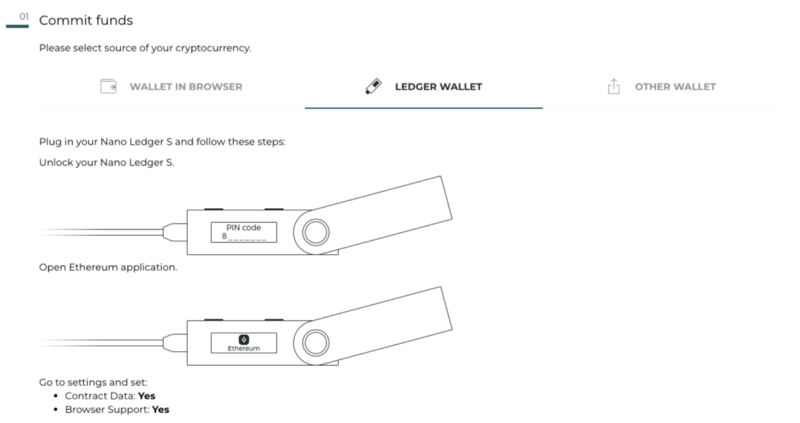 01 Commit funds
Please select source of your cryptocurrency.
WALLET IN BROWSER LEDGER WALLET OTHER WALLET
Plug in your Nano Ledger S and follow these steps:
Unlock your Nano Ledger S.
PIN code
8_______
Open Ethereum application.
Ethereum
Go to settings and set:
• Contract Data: Yes
• Browser Support: Yes